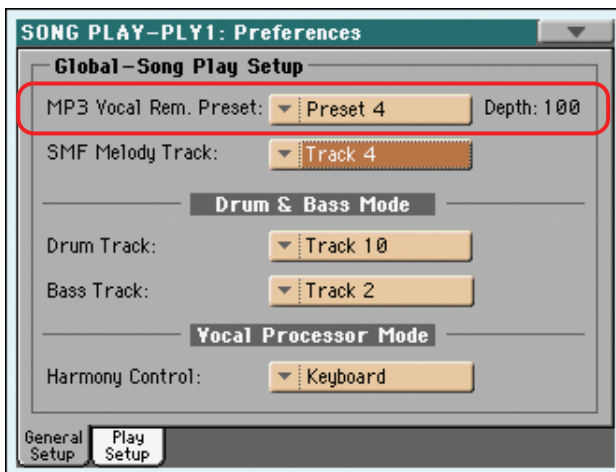 SONG PLAY-PLY1: Preferences
Global-Song Play Setup
MP3 Vocal Rem. Preset: Preset 4 Depth: 100
SMF Melody Track: Track 4
Drum & Bass Mode
Drum Track: Track 10
Bass Track: Track 2
Vocal Processor Mode
Harmony Control: Keyboard
General Setup
Play Setup